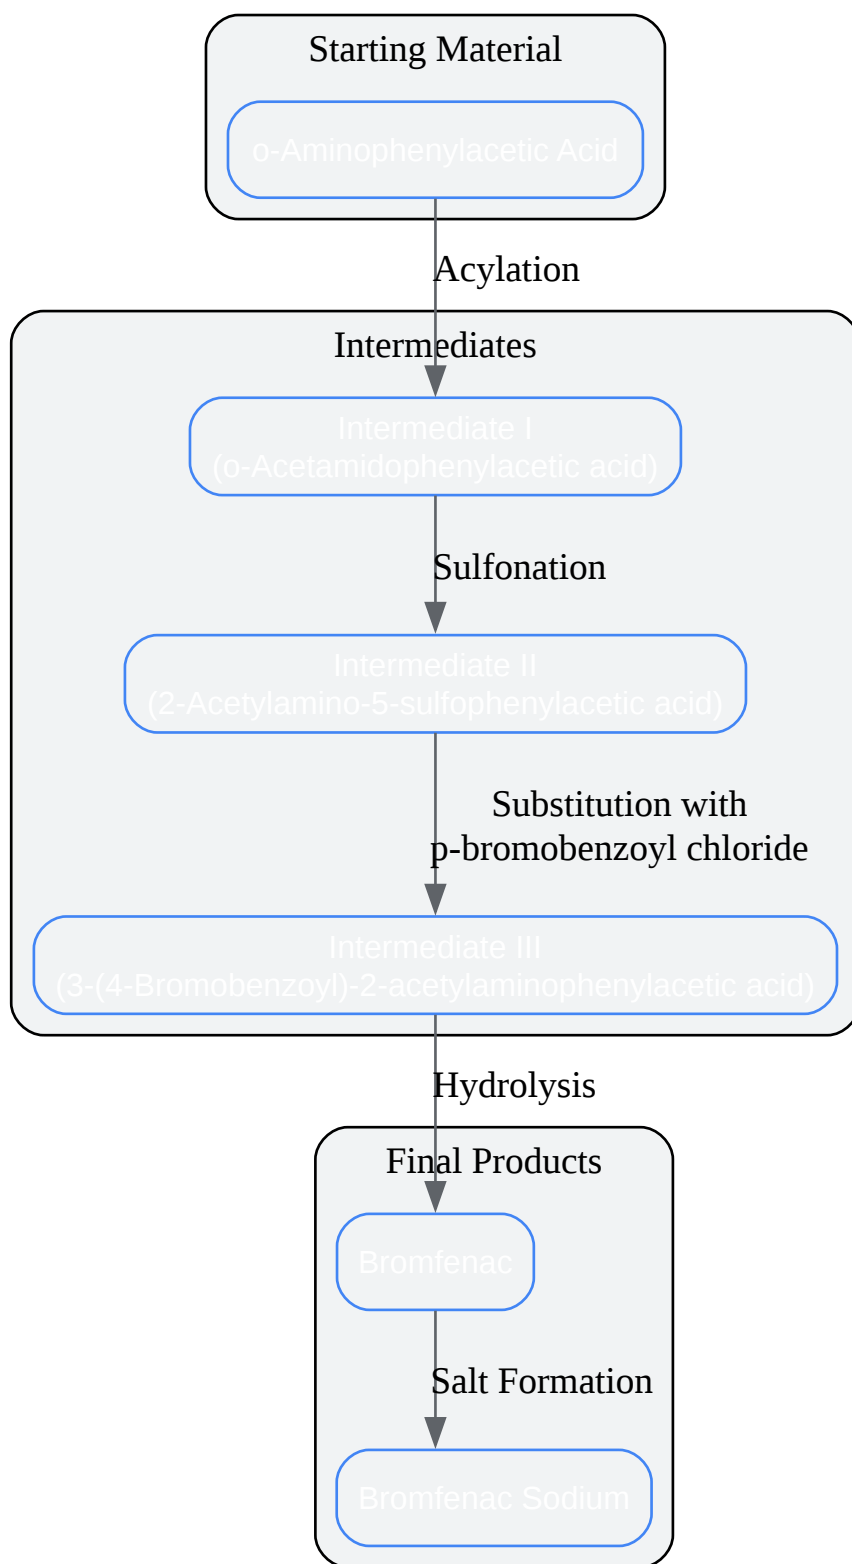 Starting Material
o-Aminophenylacetic Acid
Acylation
Intermediates
Intermediate I
(o-Acetamidophenylacetic acid)
Sulfonation
Intermediate II
(2-Acetylamino-5-sulfophenylacetic acid)
Substitution with
p-bromobenzoyl chloride
Intermediate III
(3-(4-Bromobenzoyl)-2-acetylaminophenylacetic acid)
Hydrolysis
Final Products
Bromfenac
Salt Formation
Bromfenac Sodium